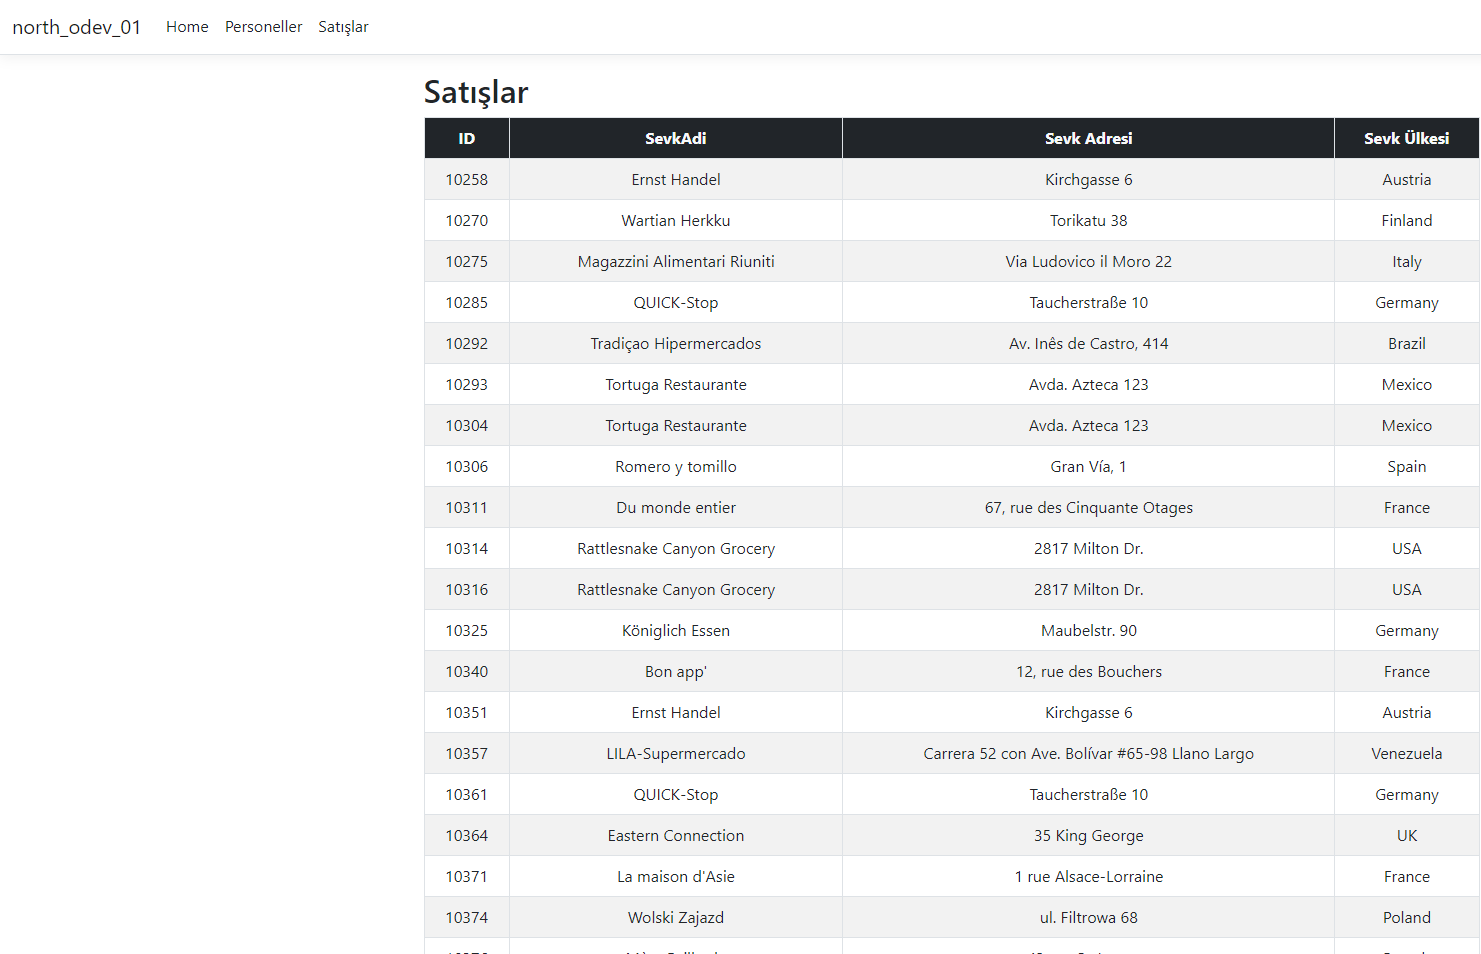 north_odev_01 Home Personeller Satışlar
Satışlar
ID SevkAdi Sevk Adresi Sevk Ülkesi
10258 Ernst Handel Kirchgasse 6 Austria
10270 Wartian Herkku Torikatu 38 Finland
10275 Magazzini Alimentari Riuniti Via Ludovico il Moro 22 Italy
10285 QUICK-Stop Taucherstraße 10 Germany
10292 Tradiçao Hipermercados Av. Inês de Castro, 414 Brazil
10293 Tortuga Restaurante Avda. Azteca 123 Mexico
10304 Tortuga Restaurante Avda. Azteca 123 Mexico
10306 Romero y tomillo Gran Vía, 1 Spain
10311 Du monde entier 67, rue des Cinquante Otages France
10314 Rattlesnake Canyon Grocery 2817 Milton Dr. USA
10316 Rattlesnake Canyon Grocery 2817 Milton Dr. USA
10325 Königlich Essen Maubelstr. 90 Germany
10340 Bon app' 12, rue des Bouchers France
10351 Ernst Handel Kirchgasse 6 Austria
10357 LILA-Supermercado Carrera 52 con Ave. Bolívar #65-98 Llano Largo Venezuela
10361 QUICK-Stop Taucherstraße 10 Germany
10364 Eastern Connection 35 King George UK
10371 La maison d'Asie 1 rue Alsace-Lorraine France
10374 Wolski Zajazd ul. Filtrowa 68 Poland